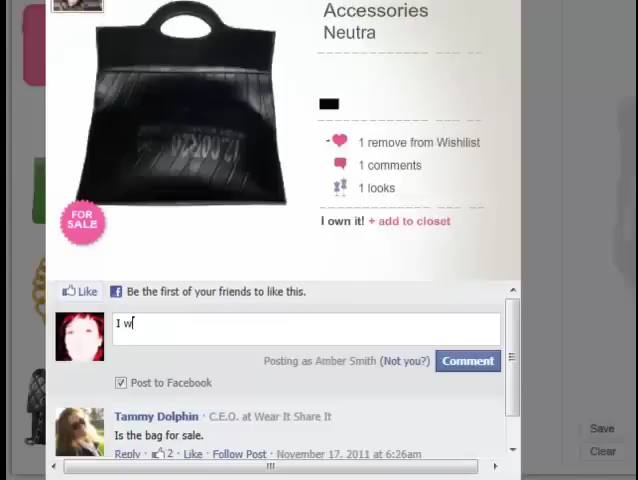 Accessories
Neutra
1 remove from Wishilist
1 comments
1 looks
FOR
SALE
I own it! + add to closet
Like
Be the first of your friends to like this.
I w
Posting as Amber Smith (Not you?)
Comment
Post to Facebook
Tammy Dolphin · C.E.O. at Wear It Share It
Is the bag for sale.
Reply · 2 · Like · Follow Post · November 17, 2011 at 6:26am
Save
Clear